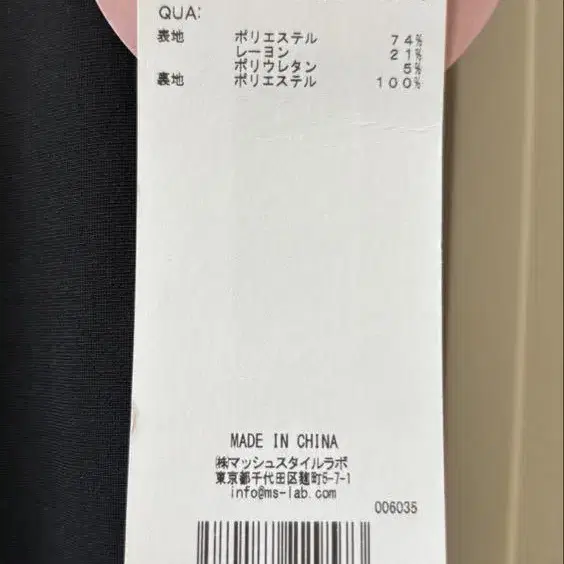 QUA:
表地 ポリエステル 74%
レーヨン 21%
ポリウレタン 5%
裏地 ポリエステル 100%
MADE IN CHINA
㈱マッシュスタイルラボ
東京都千代田区麹町5-7-1
info@ms-lab.com
006035